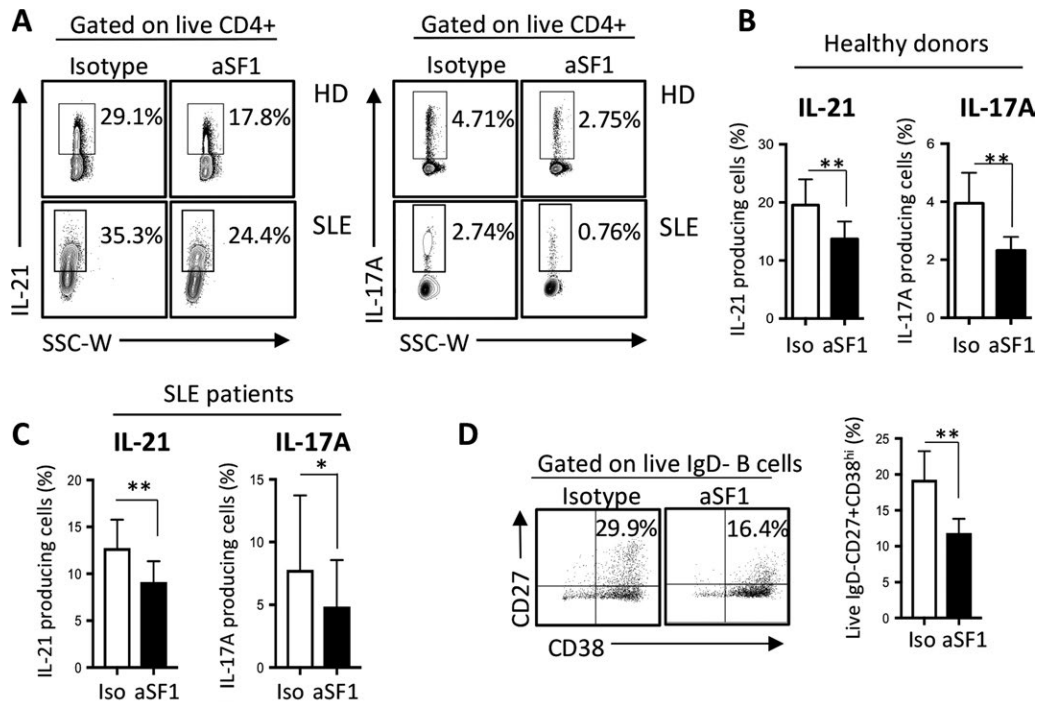 A
Gated on live CD4+
Isotype
aSF1
29.1%
17.8%
HD
35.3%
24.4%
SLE
IL-21
SSC-W
Isotype
aSF1
4.71%
2.75%
HD
2.74%
0.76%
SLE
IL-17A
SSC-W
B
Healthy donors
IL-21
IL-21 producing cells (%)
30
20
10
0
**
Iso aSF1
IL-17A
IL-17A producing cells (%)
6
4
2
0
**
Iso aSF1
Gated on live CD4+
C
SLE patients
IL-21
IL-21 producing cells (%)
20
15
10
5
0
**
Iso aSF1
IL-17A
IL-17A producing cells (%)
15
10
5
0
*
Iso aSF1
D
Gated on live IgD- B cells
Isotype
aSF1
29.9%
16.4%
CD27
CD38
Live IgD-CD27+CD38hi (%)
25
20
15
10
5
0
**
Iso aSF1